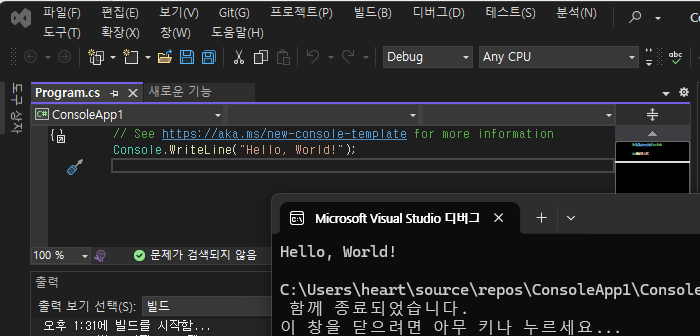 파일(F) 편집(E) 보기(V) Git(G) 프로젝트(P) 빌드(B) 디버그(D) 테스트(S) 분석(N)
도구(T) 확장(X) 창(W) 도움말(H)
Debug Any CPU
도구 상자
Program.cs 새로운 기능
C# ConsoleApp1
// See https://aka.ms/new-console-template for more information
Console.WriteLine("Hello, World!");
100 % 문제가 검색되지 않음
출력
출력 보기 선택(S): 빌드
오후 1:31에 빌드를 시작함...
Microsoft Visual Studio 디버그
Hello, World!
C:\Users\heart\source\repos\ConsoleApp1\Console
함께 종료되었습니다.
이 창을 닫으려면 아무 키나 누르세요...